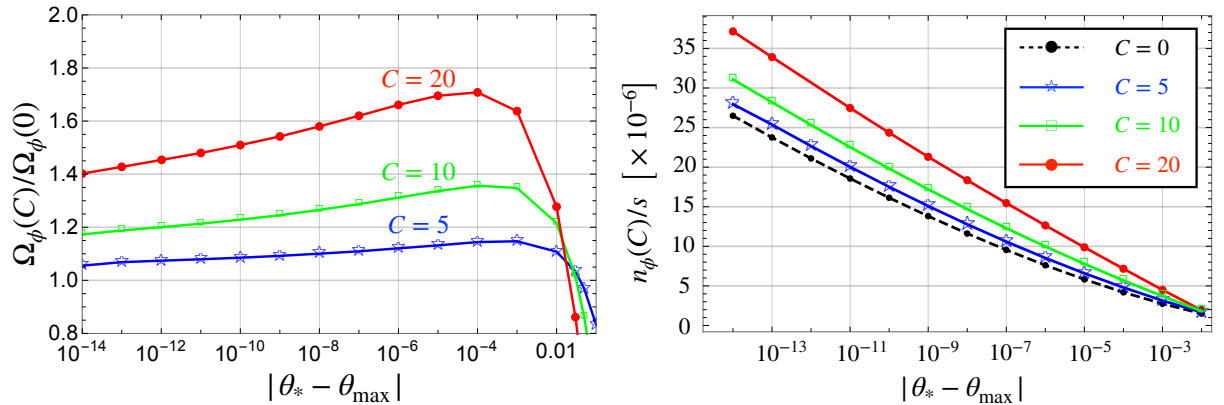 Ω_ϕ(C)/Ω_ϕ(0)
2.0
1.8
1.6
1.4
1.2
1.0
0.8
C = 20
C = 10
C = 5
10^-14
10^-12
10^-10
10^-8
10^-6
10^-4
0.01
|θ_* − θ_max|
n_ϕ(C)/s [×10^−6]
35
30
25
20
15
10
5
0
C = 0
C = 5
C = 10
C = 20
10^-13
10^-11
10^-9
10^-7
10^-5
10^-3
|θ_* − θ_max|